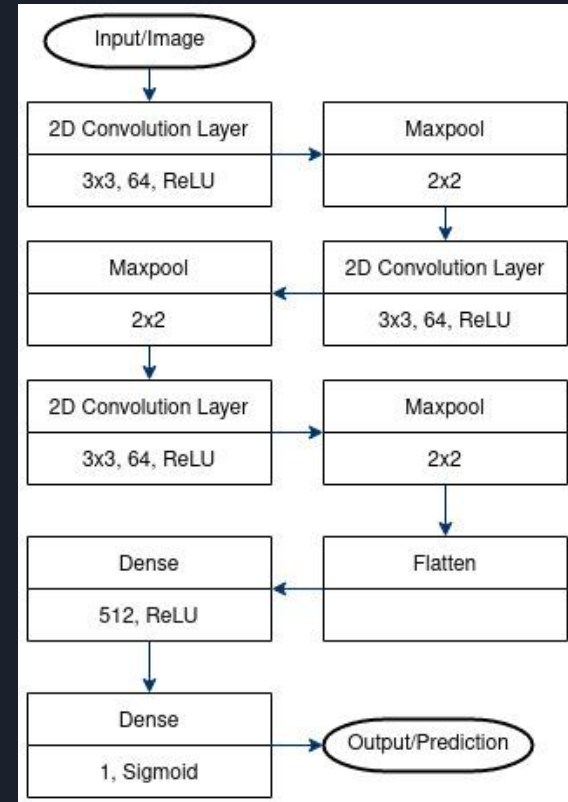 Input/Image
2D Convolution Layer
3x3, 64, ReLU
Maxpool
2x2
2D Convolution Layer
3x3, 64, ReLU
Maxpool
2x2
2D Convolution Layer
3x3, 64, ReLU
Maxpool
2x2
Flatten
Dense
512, ReLU
Dense
1, Sigmoid
Output/Prediction